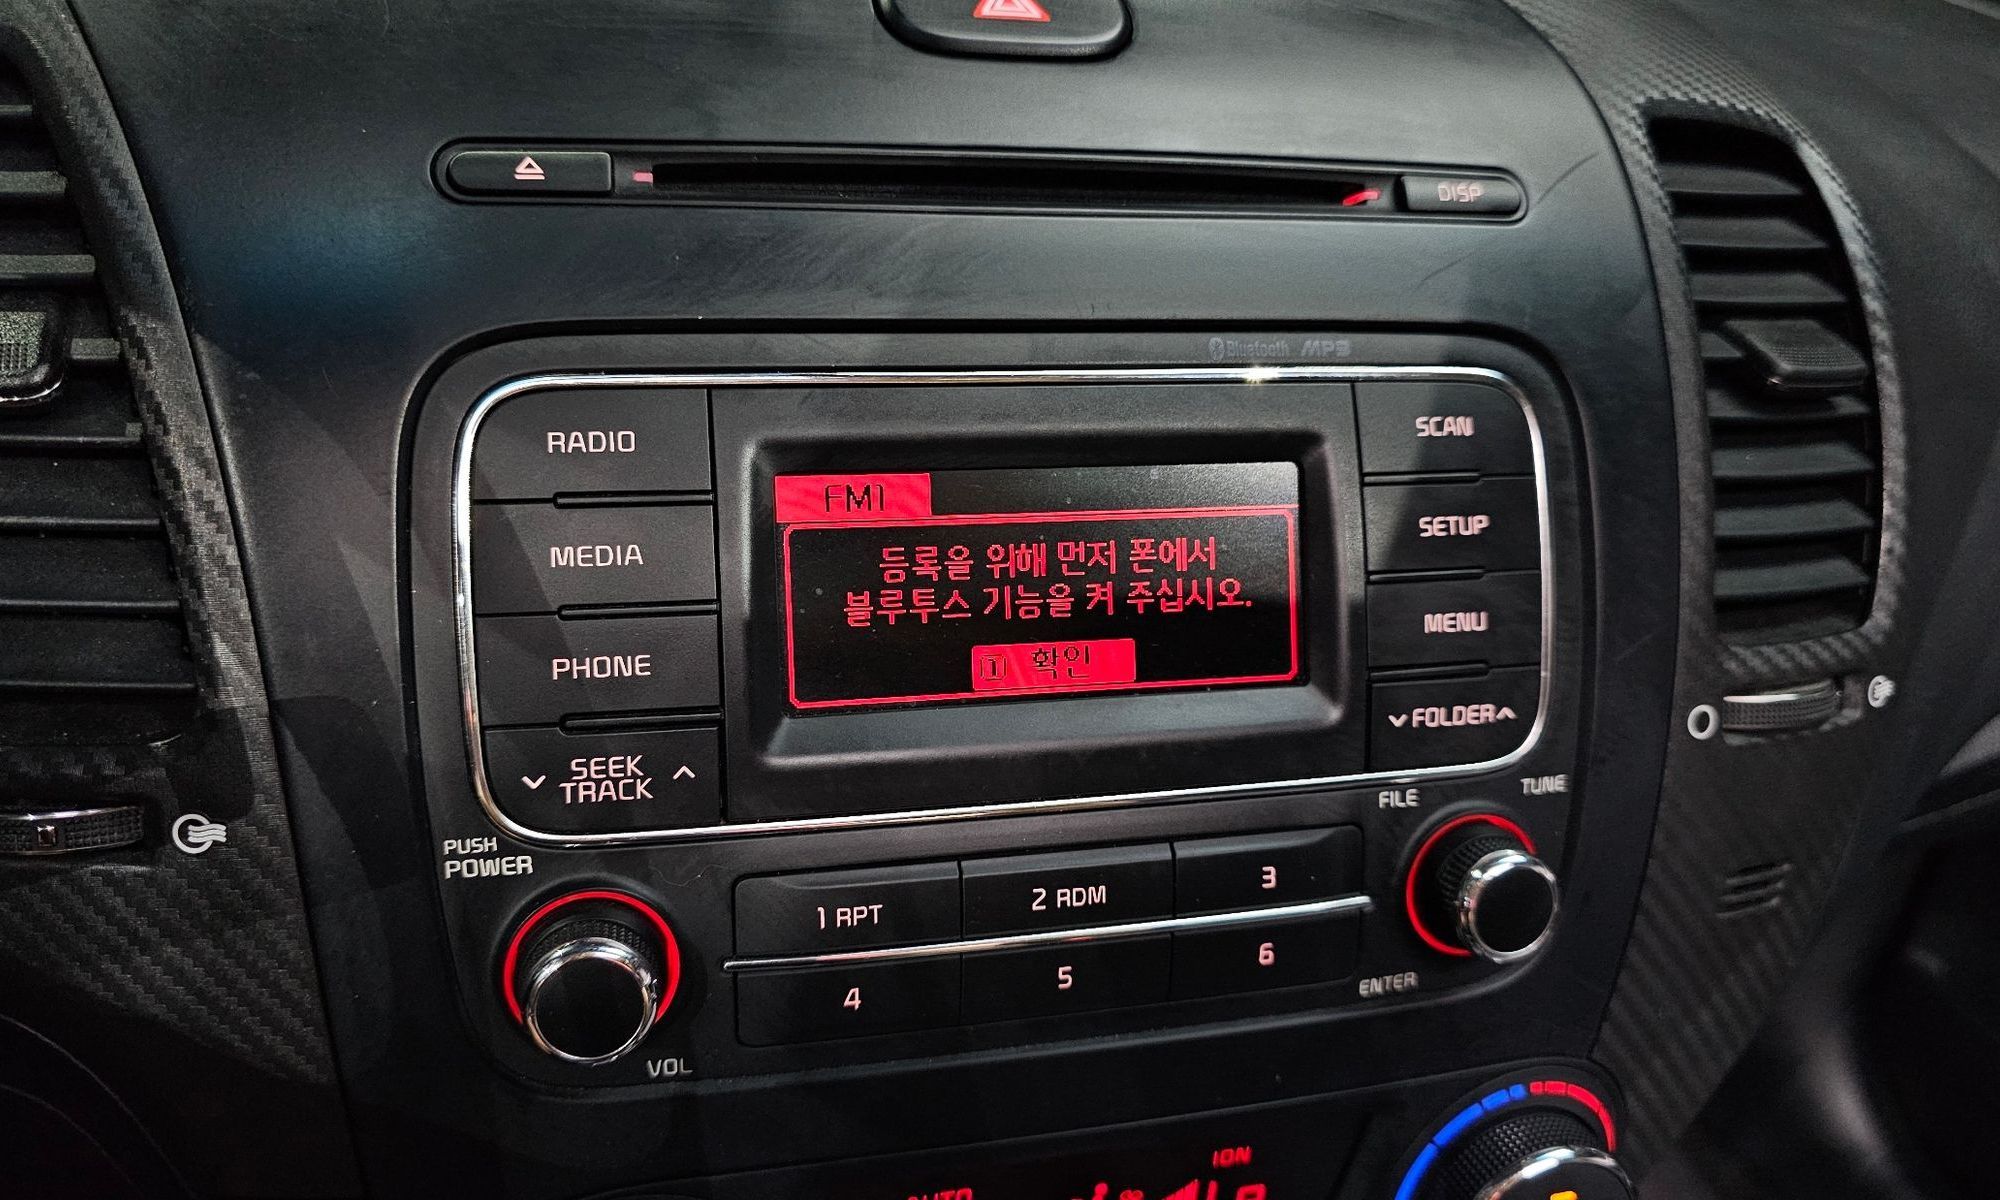 DISP
Bluetooth MP3
RADIO
MEDIA
PHONE
SEEK
TRACK
FM1
등록을 위해 먼저 폰에서
블루투스 기능을 켜 주십시오.
1 확인
SCAN
SETUP
MENU
FOLDER
PUSH
POWER
VOL
1 RPT
2 RDM
3
4
5
6
FILE
TUNE
ENTER
ION
AUTO